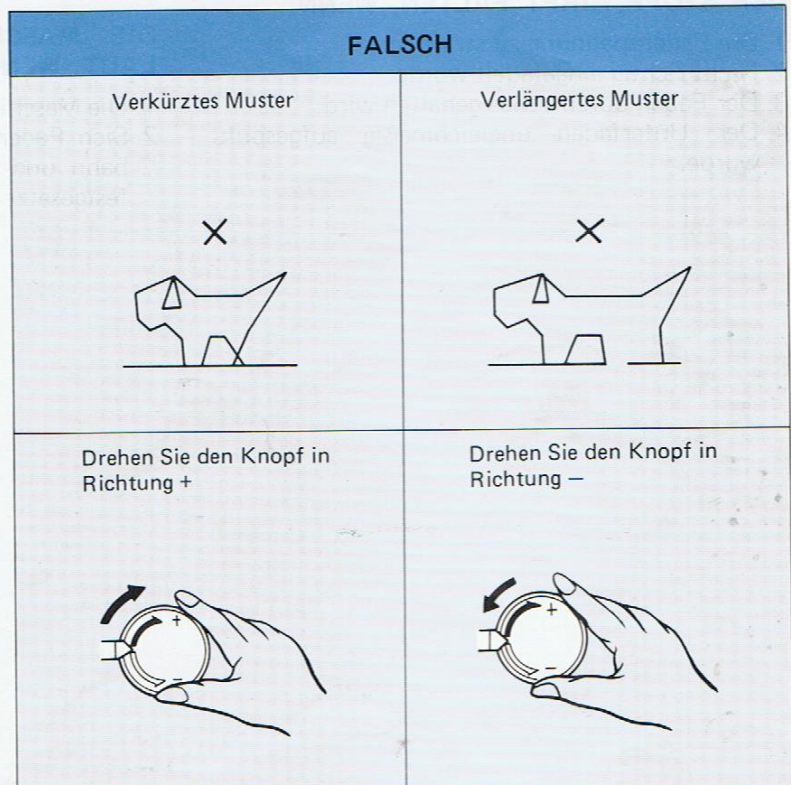 FALSCH
Verkürztes Muster
Verlängertes Muster
Drehen Sie den Knopf in
Richtung +
Drehen Sie den Knopf in
Richtung —
+
-
+
-